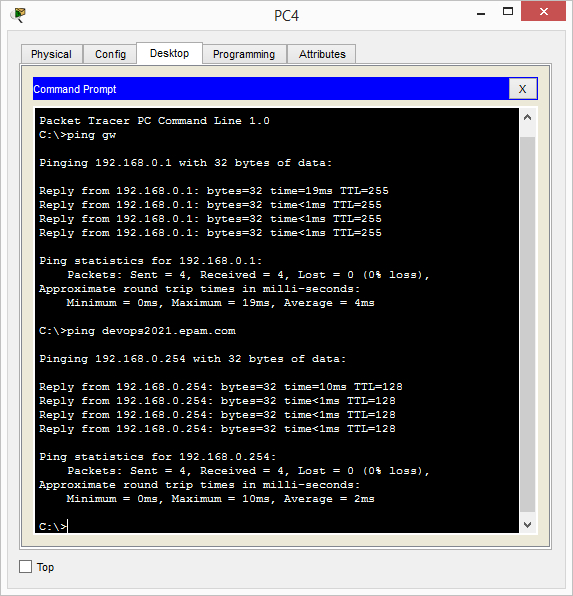 PC4
Physical Config Desktop Programming Attributes
Command Prompt X
Packet Tracer PC Command Line 1.0
C:\>ping gw
Pinging 192.168.0.1 with 32 bytes of data:
Reply from 192.168.0.1: bytes=32 time=19ms TTL=255
Reply from 192.168.0.1: bytes=32 time<1ms TTL=255
Reply from 192.168.0.1: bytes=32 time<1ms TTL=255
Reply from 192.168.0.1: bytes=32 time<1ms TTL=255
Ping statistics for 192.168.0.1:
Packets: Sent = 4, Received = 4, Lost = 0 (0% loss),
Approximate round trip times in milli-seconds:
Minimum = 0ms, Maximum = 19ms, Average = 4ms
C:\>ping devops2021.epam.com
Pinging 192.168.0.254 with 32 bytes of data:
Reply from 192.168.0.254: bytes=32 time=10ms TTL=128
Reply from 192.168.0.254: bytes=32 time<1ms TTL=128
Reply from 192.168.0.254: bytes=32 time<1ms TTL=128
Reply from 192.168.0.254: bytes=32 time<1ms TTL=128
Ping statistics for 192.168.0.254:
Packets: Sent = 4, Received = 4, Lost = 0 (0% loss),
Approximate round trip times in milli-seconds:
Minimum = 0ms, Maximum = 10ms, Average = 2ms
C:\>
Top